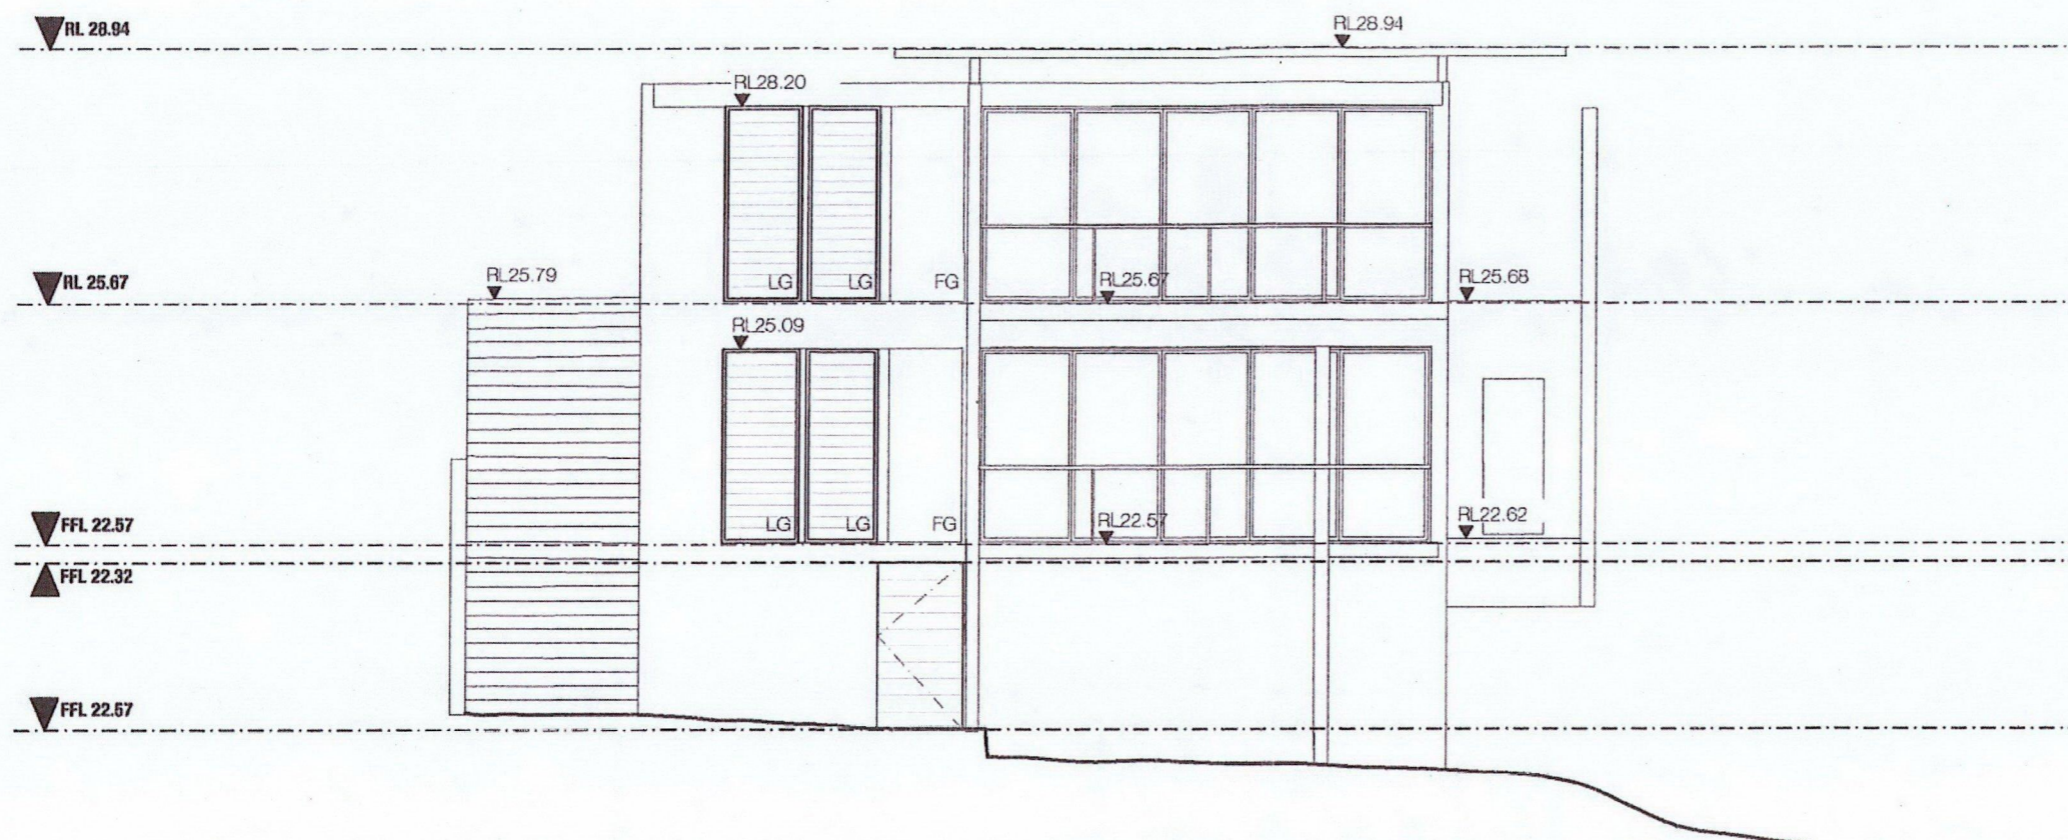 RL 28.94
RL28.94
RL28.20
RL 25.67
RL25.79
LG
LG
FG
RL25.67
RL25.68
RL25.09
FFL 22.57
LG
LG
FG
RL22.57
RL22.62
FFL 22.32
FFL 22.57